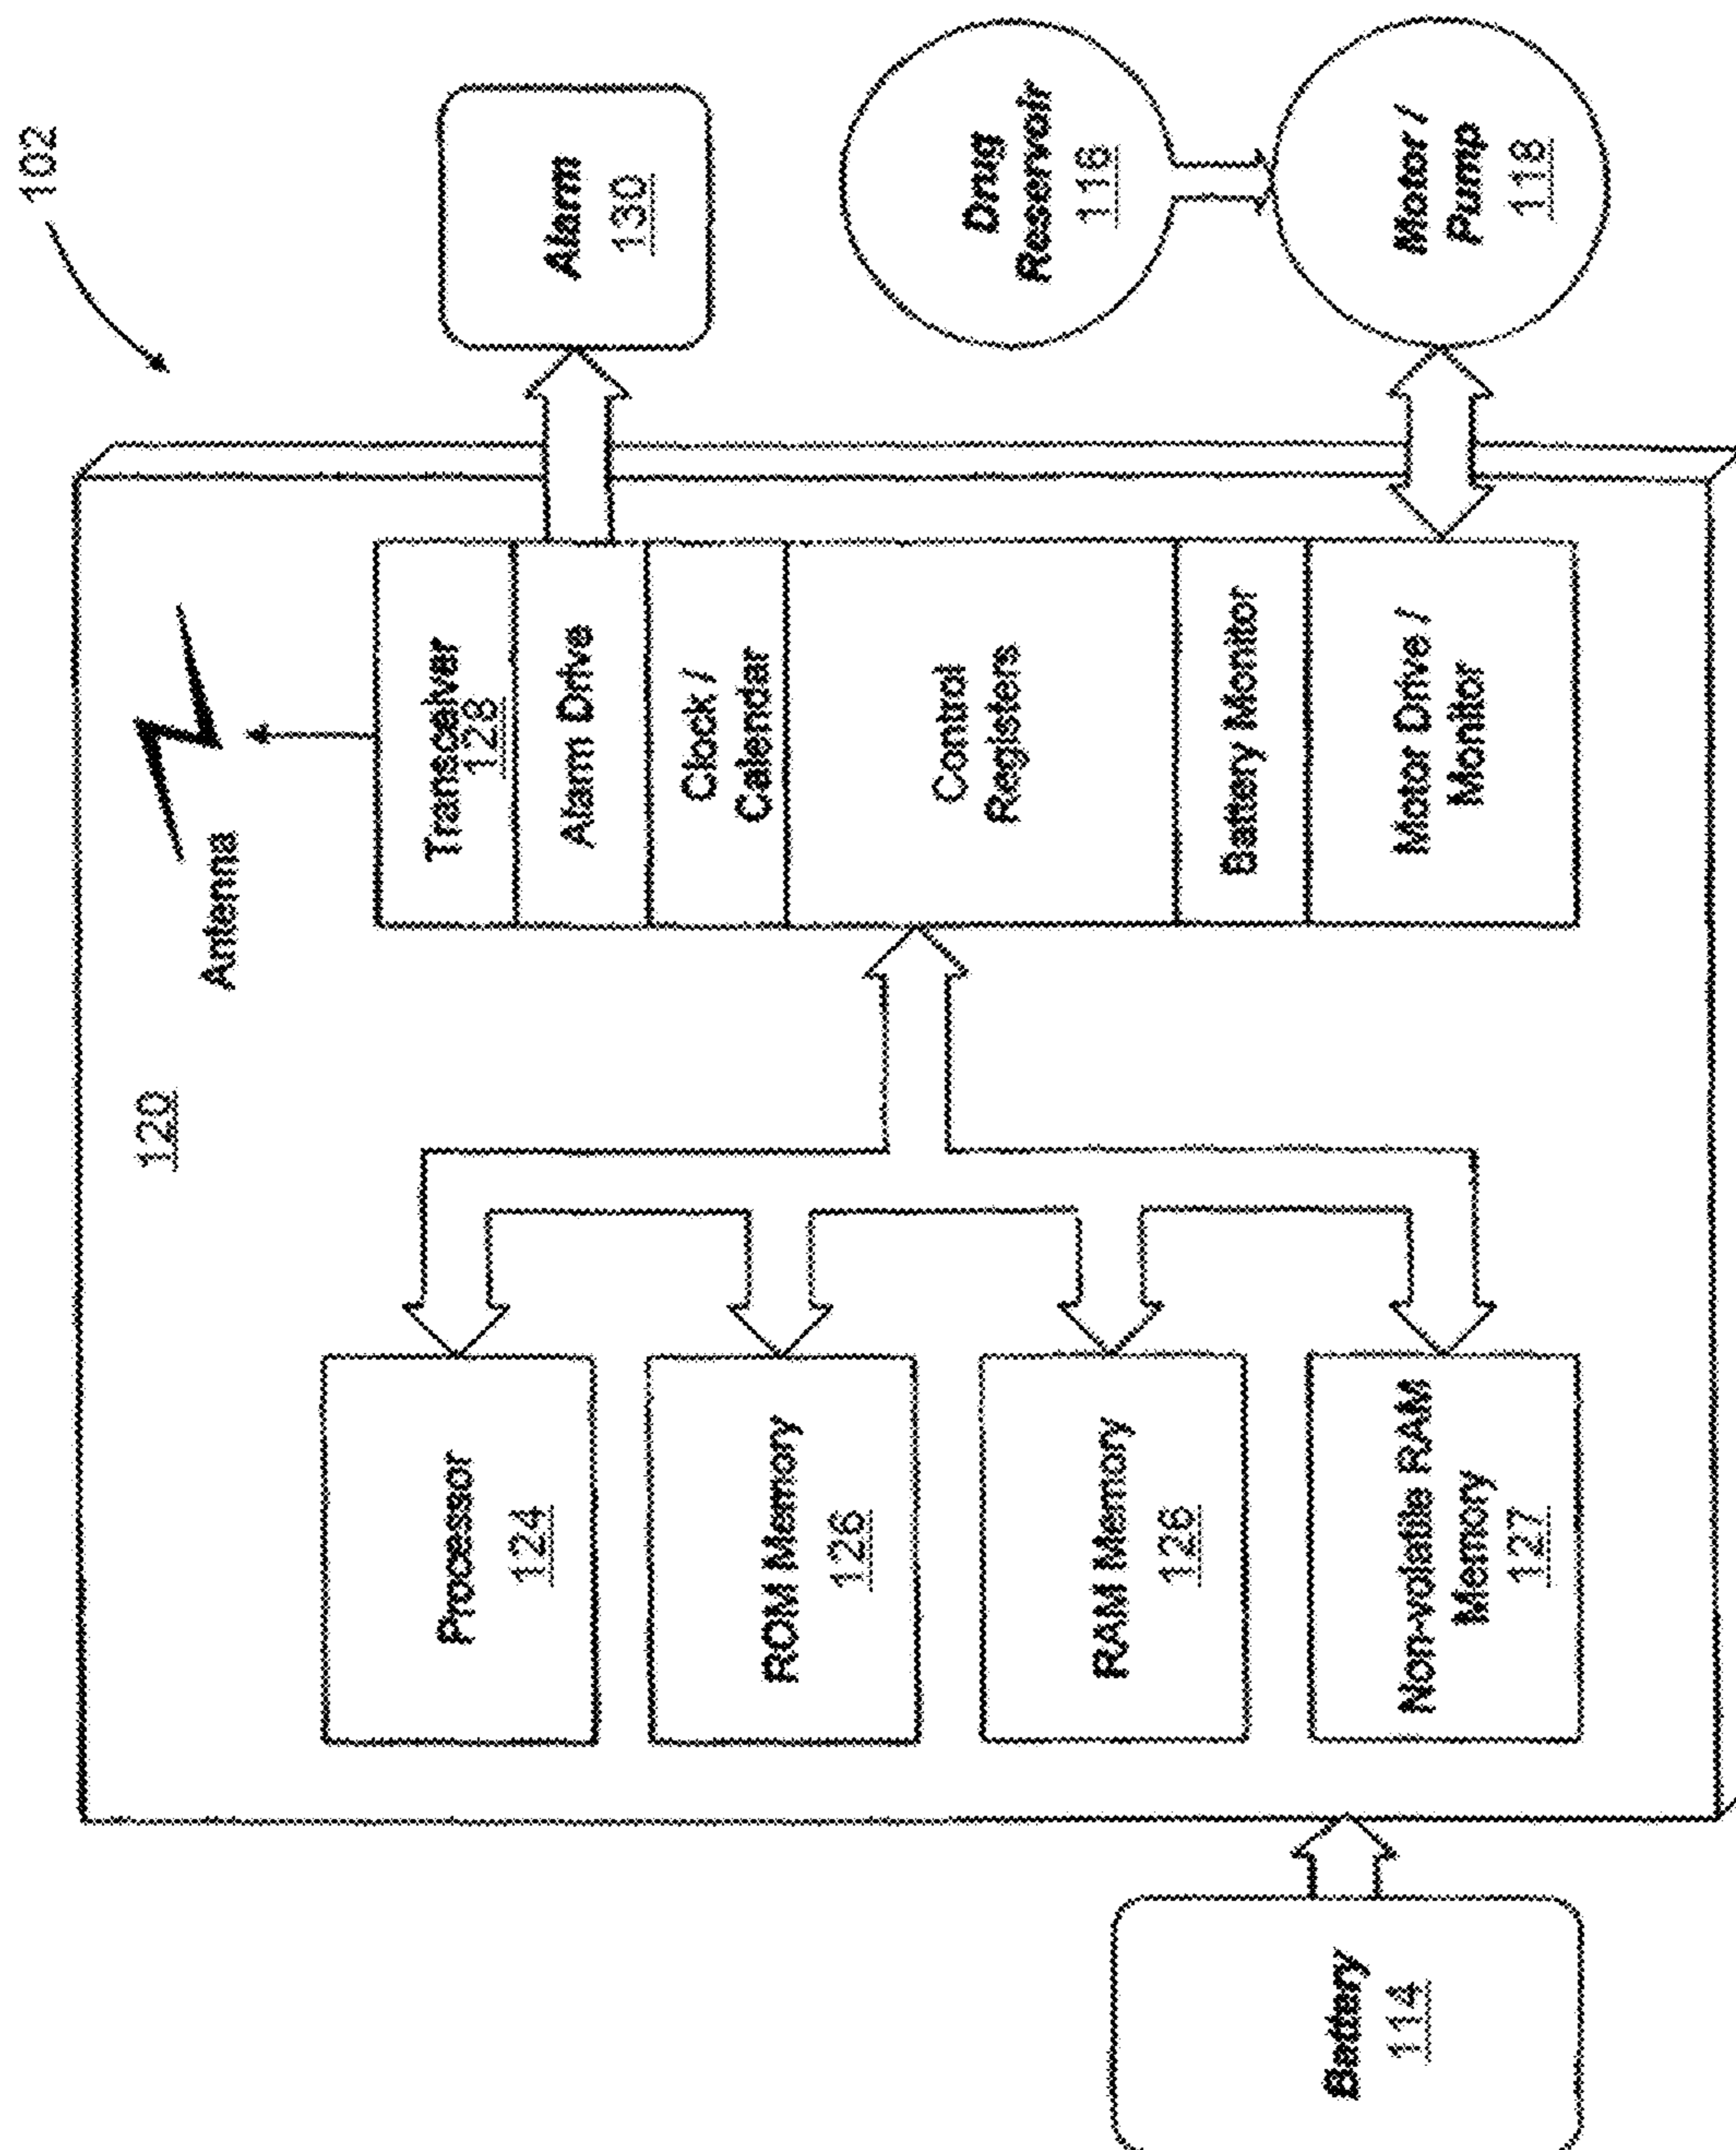 102
120
Antenna
Processor
124
ROM Memory
126
RAM Memory
126
Non-volatile RAM
Memory
127
Battery
114
Transceiver
128
Alarm Drive
Clock /
Calendar
Control
Registers
Battery Monitor
Motor Drive /
Monitor
Alarm
130
Drug
Reservoir
Motor /
Pump
118